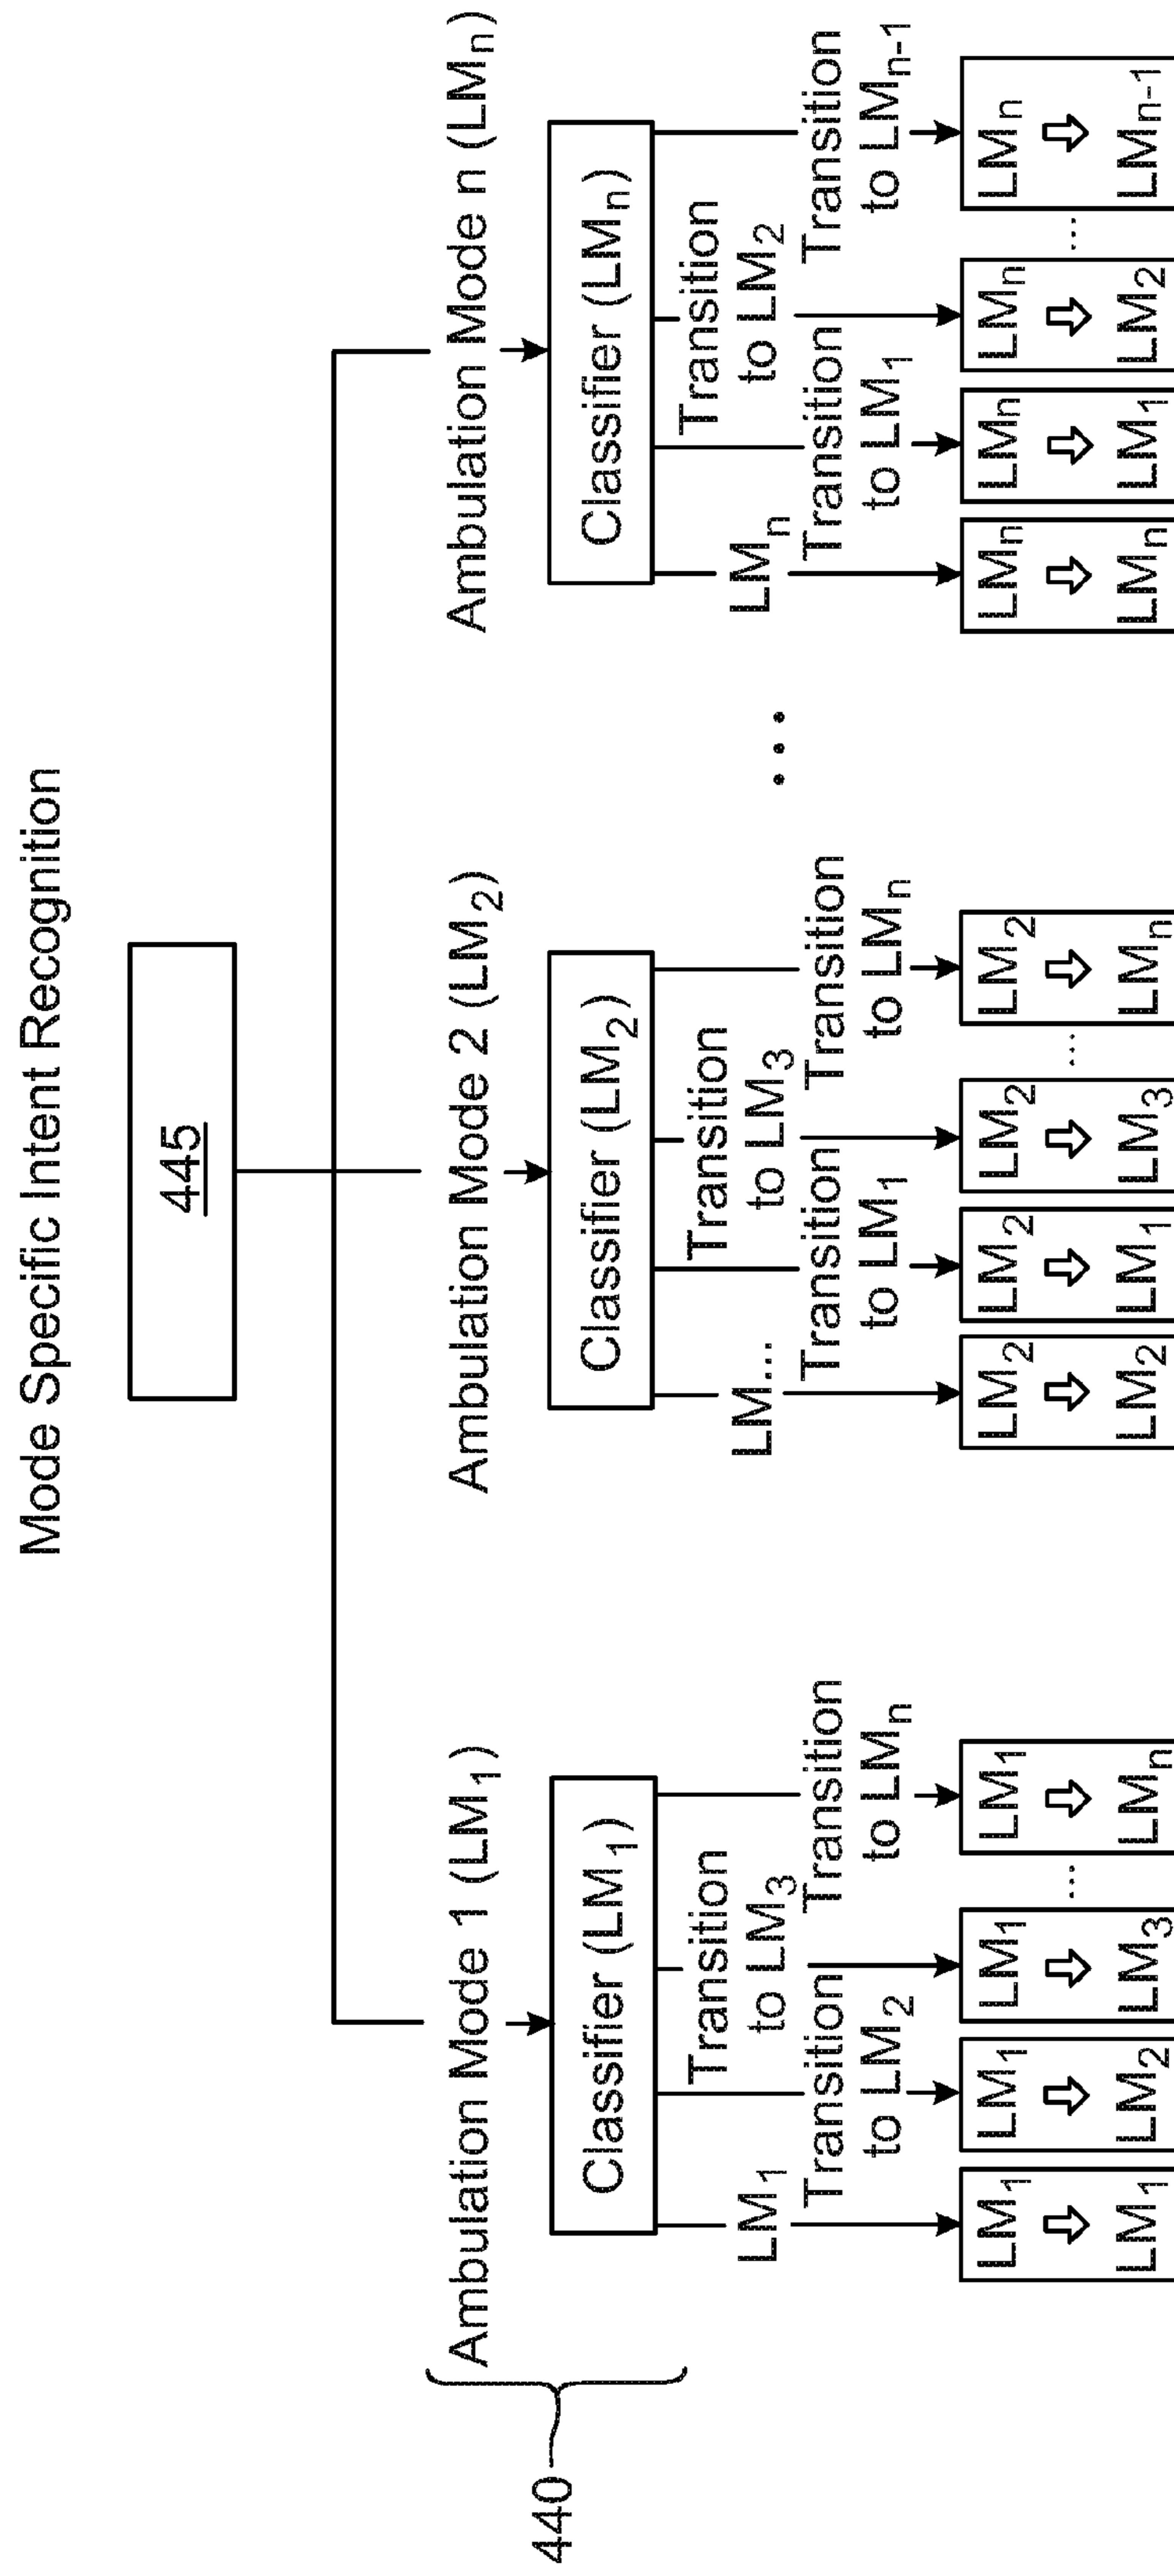 Mode Specific Intent Recognition
445
440
Ambulation Mode 1 (LM₁)
Classifier (LM₁)
LM₁
Transition
to LM₂
Transition
to LM₃
Transition
to LMₙ
LM₁
⇩
LM₁
LM₁
⇩
LM₂
LM₁
⇩
LM₃
...
LM₁
⇩
LMₙ
Ambulation Mode 2 (LM₂)
Classifier (LM₂)
LM...
Transition
to LM₁
Transition
to LM₃
Transition
to LMₙ
LM₂
⇩
LM₂
LM₂
⇩
LM₁
LM₂
⇩
LM₃
...
LM₂
⇩
LMₙ
...
Ambulation Mode n (LMₙ)
Classifier (LMₙ)
LMₙ
Transition
to LM₁
Transition
to LM₂
Transition
to LMₙ₋₁
LMₙ
⇩
LMₙ
LMₙ
⇩
LM₁
LMₙ
⇩
LM₂
...
LMₙ
⇩
LMₙ₋₁